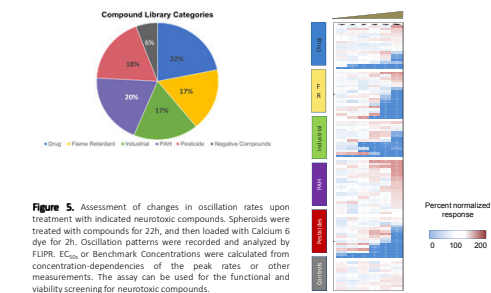 Compound Library Categories
6%
22%
18%
17%
20%
17%
Drug Flame Retardant Industrial PAH Pesticide Negative Compounds
Figure 5. Assessment of changes in oscillation rates upon
treatment with indicated neurotoxic compounds. Spheroids were
treated with compounds for 22h, and then loaded with Calcium 6
dye for 2h. Oscillation patterns were recorded and analyzed by
FLIPR. EC50s or Benchmark Concentrations were calculated from
concentration-dependencies of the peak rates or other
measurements. The assay can be used for the functional and
viability screening for neurotoxic compounds.
Drug
F
R
Industrial
PAH
Pesticides
Controls
Percent normalized
response
0 100 200